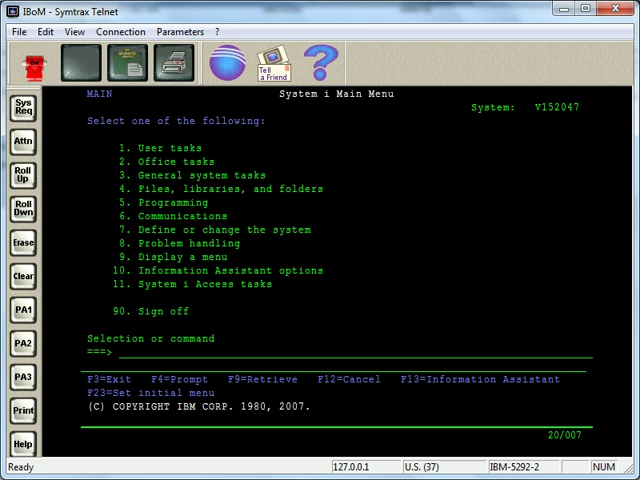 IBoM - Symtrax Telnet
File Edit View Connection Parameters ?
ON
Tell a Friend
?
Sys Req
Attn
Roll Up
Roll Dwn
Erase
Clear
PA1
PA2
PA3
Print
Help
MAIN System i Main Menu
System: V152047
Select one of the following:
1. User tasks
2. Office tasks
3. General system tasks
4. Files, libraries, and folders
5. Programming
6. Communications
7. Define or change the system
8. Problem handling
9. Display a menu
10. Information Assistant options
11. System i Access tasks
90. Sign off
Selection or command
===>
F3=Exit F4=Prompt F9=Retrieve F12=Cancel F13=Information Assistant
F23=Set initial menu
(C) COPYRIGHT IBM CORP. 1980, 2007.
20/007
Ready 127.0.0.1 U.S. (37) IBM-5292-2 NUM